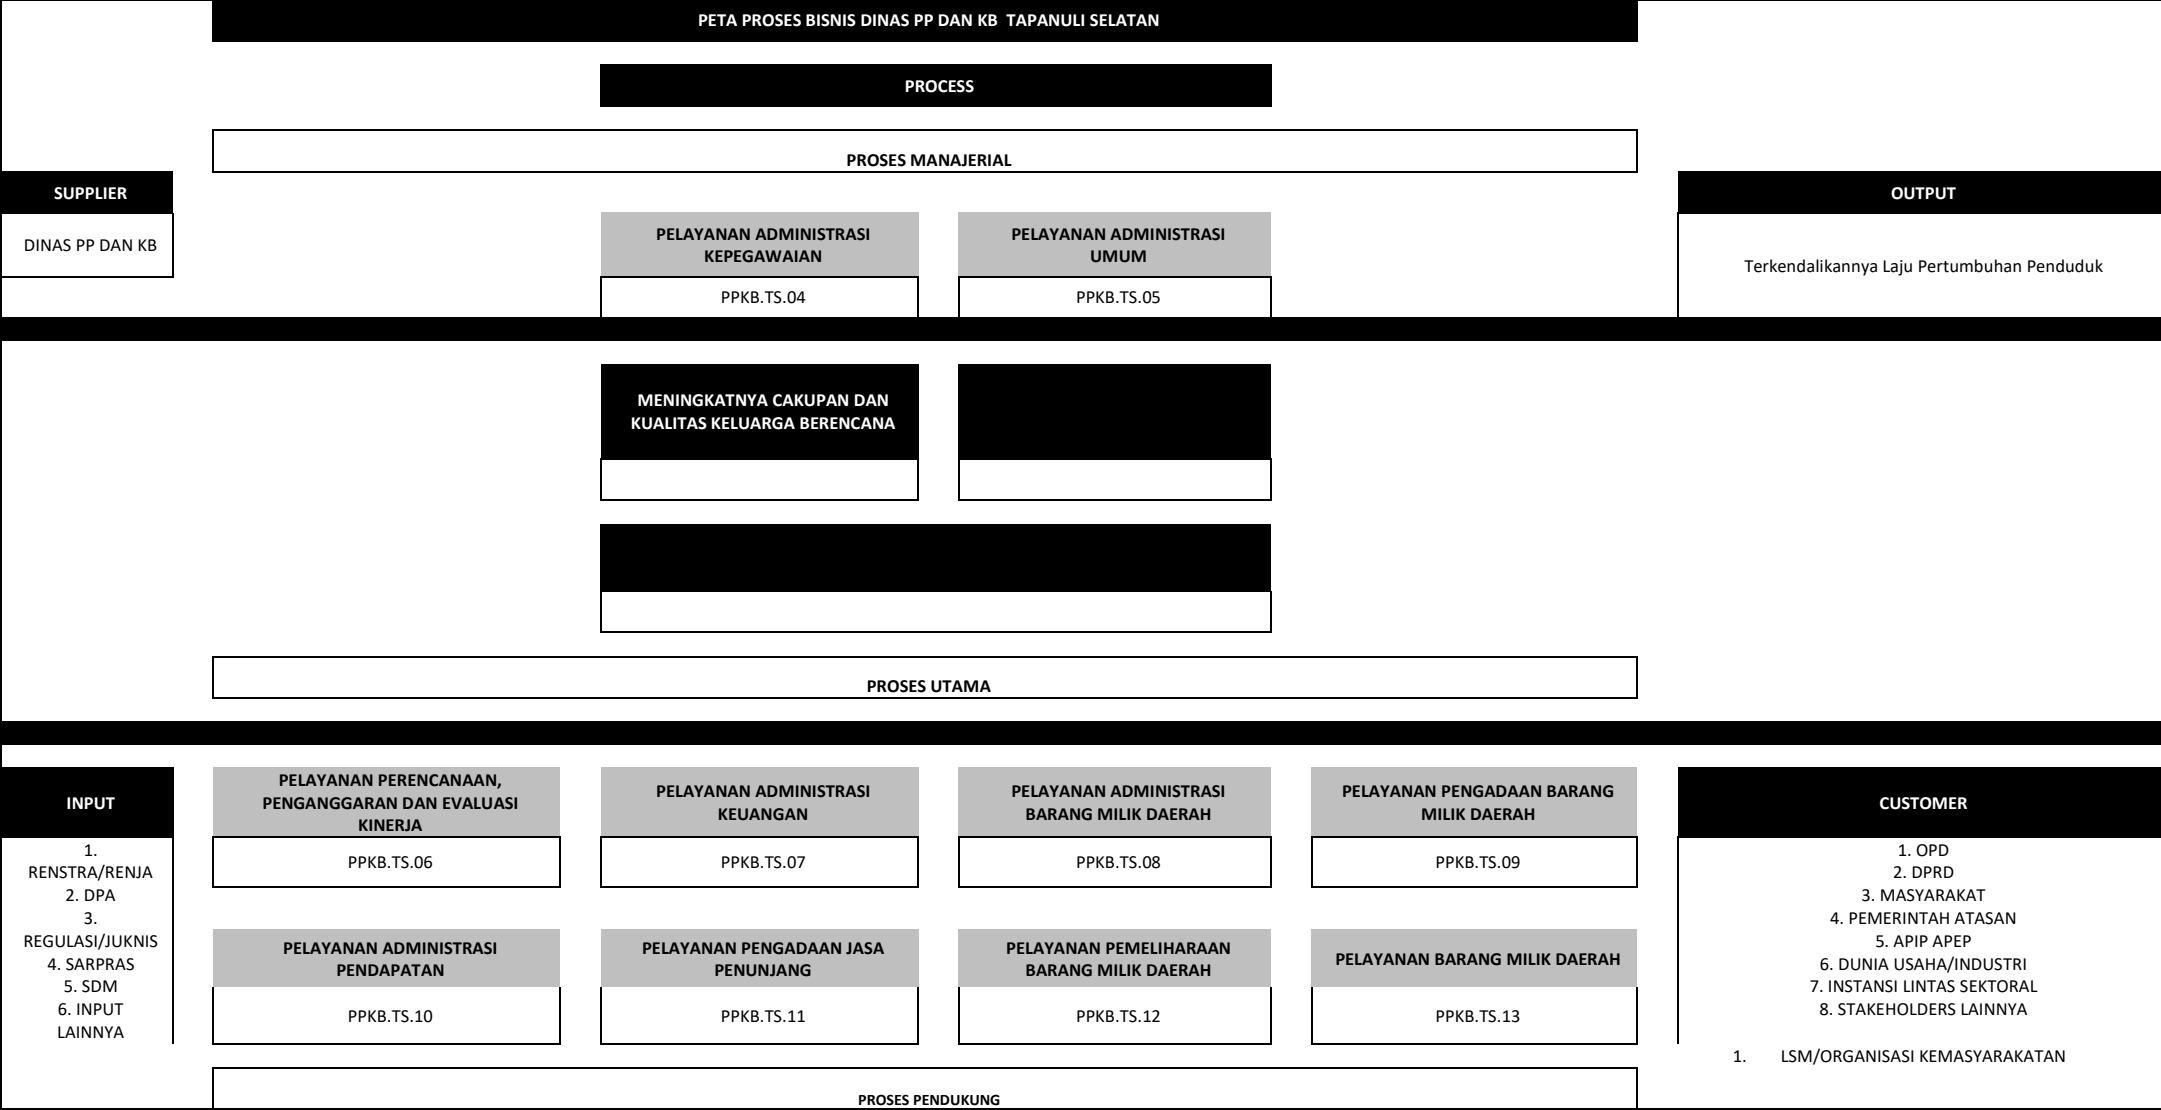 PETA PROSES BISNIS DINAS PP DAN KB TAPANULI SELATAN
PROCESS
PROSES MANAJERIAL
SUPPLIER
DINAS PP DAN KB
PELAYANAN ADMINISTRASI
KEPEGAWAIAN
PPKB.TS.04
PELAYANAN ADMINISTRASI
UMUM
PPKB.TS.05
OUTPUT
Terkendalikannya Laju Pertumbuhan Penduduk
MENINGKATNYA CAKUPAN DAN
KUALITAS KELUARGA BERENCANA
PROSES UTAMA
INPUT
1.
RENSTRA/RENJA
2. DPA
3.
REGULASI/JUKNIS
4. SARPRAS
5. SDM
6. INPUT
LAINNYA
PELAYANAN PERENCANAAN,
PENGANGGARAN DAN EVALUASI
KINERJA
PPKB.TS.06
PELAYANAN ADMINISTRASI
KEUANGAN
PPKB.TS.07
PELAYANAN ADMINISTRASI
BARANG MILIK DAERAH
PPKB.TS.08
PELAYANAN PENGADAAN BARANG
MILIK DAERAH
PPKB.TS.09
PELAYANAN ADMINISTRASI
PENDAPATAN
PPKB.TS.10
PELAYANAN PENGADAAN JASA
PENUNJANG
PPKB.TS.11
PELAYANAN PEMELIHARAAN
BARANG MILIK DAERAH
PPKB.TS.12
PELAYANAN BARANG MILIK DAERAH
PPKB.TS.13
CUSTOMER
1. OPD
2. DPRD
3. MASYARAKAT
4. PEMERINTAH ATASAN
5. APIP APEP
6. DUNIA USAHA/INDUSTRI
7. INSTANSI LINTAS SEKTORAL
8. STAKEHOLDERS LAINNYA
1. LSM/ORGANISASI KEMASYARAKATAN
PROSES PENDUKUNG